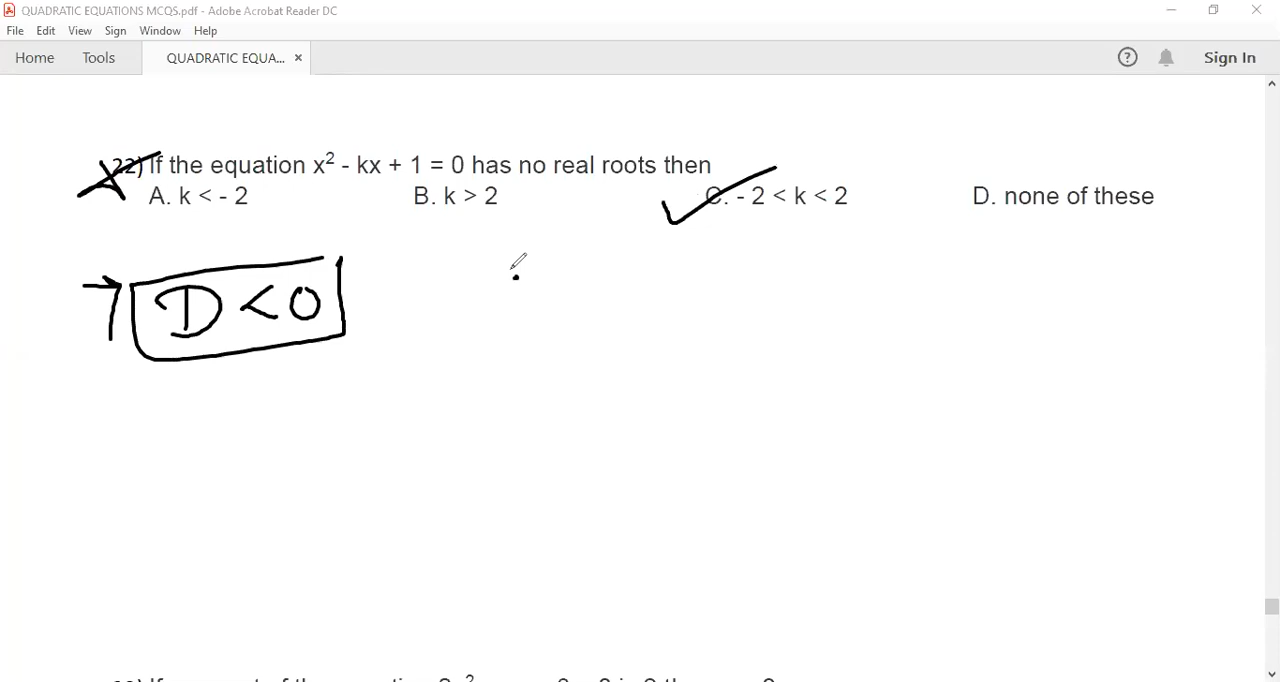 QUADRATIC EQUATIONS MCQS.pdf - Adobe Acrobat Reader DC
File Edit View Sign Window Help
Home Tools QUADRATIC EQUA... × ? Sign In
22) If the equation x² - kx + 1 = 0 has no real roots then
A. k < - 2 B. k > 2 C. - 2 < k < 2 D. none of these
D < 0